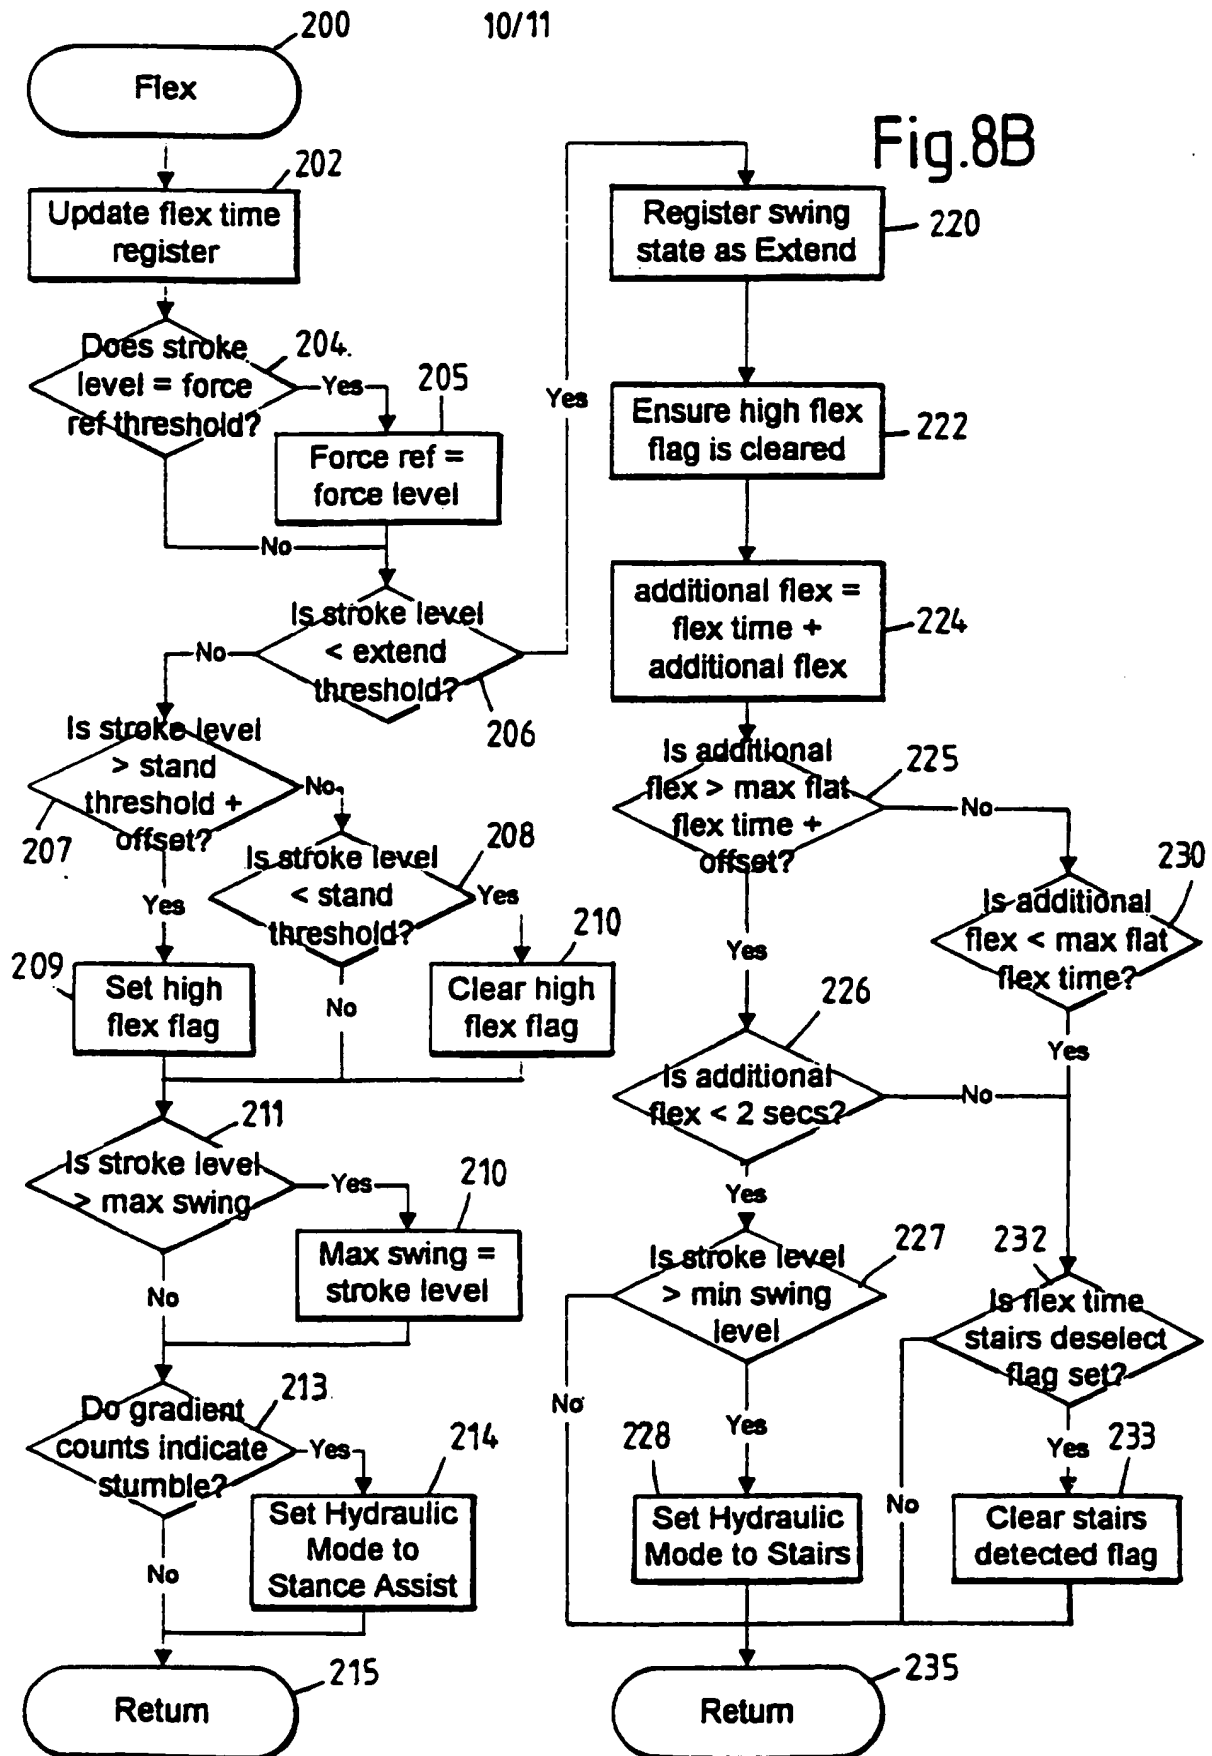 200
10/11
Fig.8B
Flex
202
Update flex time
register
Does stroke
level = force
ref threshold?
204.
Yes
205
Force ref =
force level
No
Is stroke level
< extend
threshold?
206
No
Yes
Is stroke level
> stand
threshold +
offset?
207
No
Yes
Is stroke level
< stand
threshold?
208
Yes
No
209
Set high
flex flag
210
Clear high
flex flag
211
Is stroke level
> max swing
Yes
210
Max swing =
stroke level
No
Do gradient
counts indicate
stumble?
213
Yes
214
Set Hydraulic
Mode to
Stance Assist
No
215
Return
Register swing
state as Extend
220
Ensure high flex
flag is cleared
222
additional flex =
flex time +
additional flex
224
Is additional
flex > max flat
flex time +
offset?
225
No
230
Is additional
flex < max flat
flex time?
Yes
Yes
226
Is additional
flex < 2 secs?
No
Yes
227
Is stroke level
> min swing
level
No
Yes
232
Is flex time
stairs deselect
flag set?
No
Yes
228
Set Hydraulic
Mode to Stairs
233
Clear stairs
detected flag
235
Return